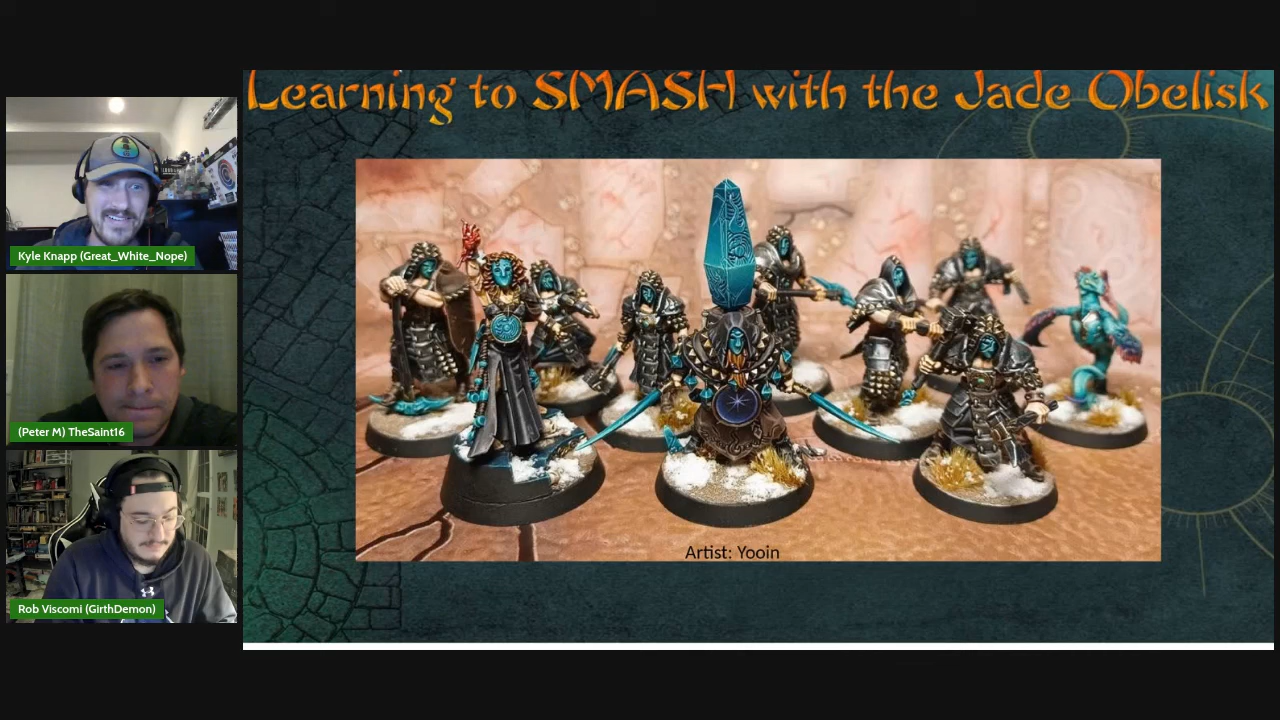 Learning to SMASH with the Jade Obelisk
Kyle Knapp (Great_White_Nope)
(Peter M) TheSaint16
Rob Viscomi (GirthDemon)
Artist: Yooin